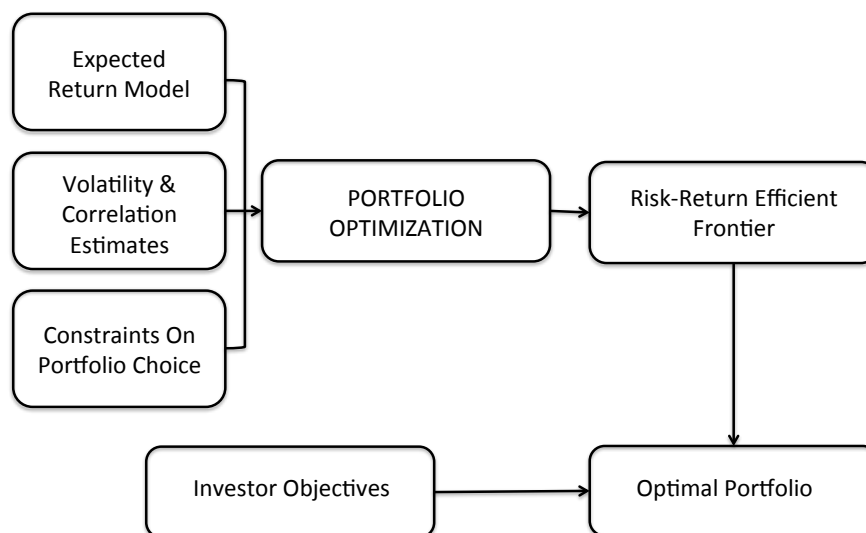 Expected
Return Model
Volatility &
Correlation
Estimates
Constraints On
Portfolio Choice
PORTFOLIO
OPTIMIZATION
Risk-Return Efficient
Frontier
Investor Objectives
Optimal Portfolio